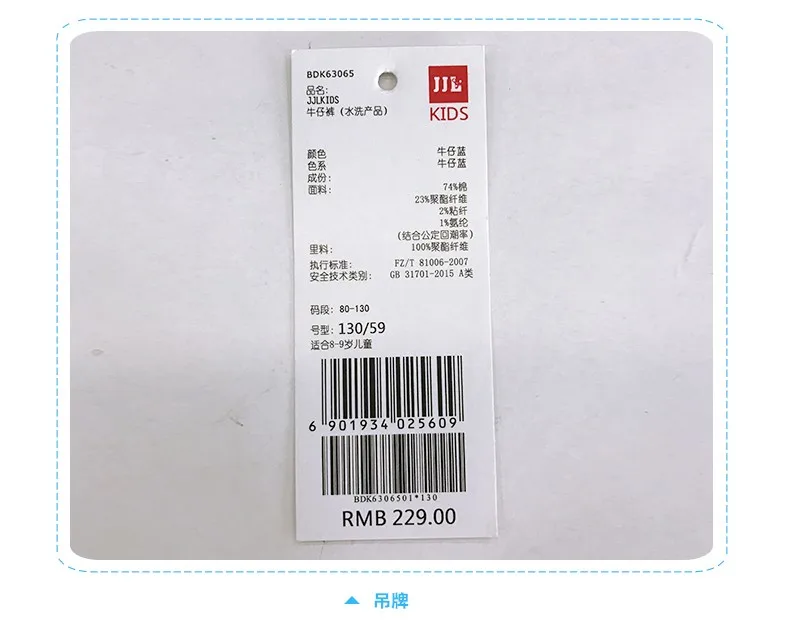 BDK63065
品名:
JJLKIDS
牛仔裤（水洗产品）
JJL
KIDS
颜色 牛仔蓝
色系 牛仔蓝
成份:
面料: 74%棉
23%聚酯纤维
2%粘纤
1%氨纶
(结合公定回潮率)
里料: 100%聚酯纤维
执行标准: FZ/T 81006-2007
安全技术类别: GB 31701-2015 A类
码段: 80-130
号型: 130/59
适合8-9岁儿童
6 901934 025609
BDK6306501*130
RMB 229.00
吊牌